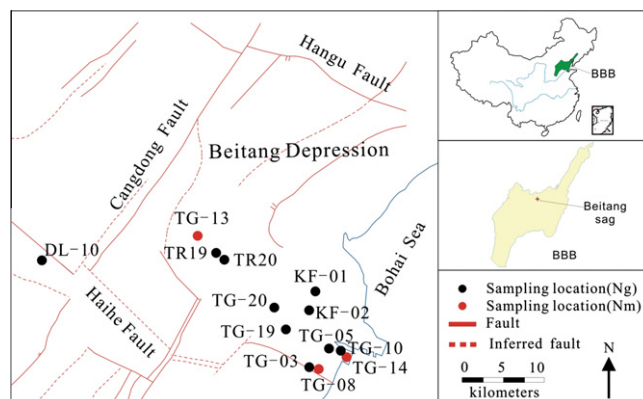 Hangu Fault
Cangdong Fault
Beitang Depression
TG-13
DL-10
TR19
TR20
Bohai Sea
KF-01
Haihe Fault
TG-20
KF-02
TG-19
TG-05
TG-10
TG-03
TG-14
TG-08
BBB
Beitang
sag
BBB
Sampling location(Ng)
Sampling location(Nm)
Fault
Inferred fault
N
0 5 10
kilometers